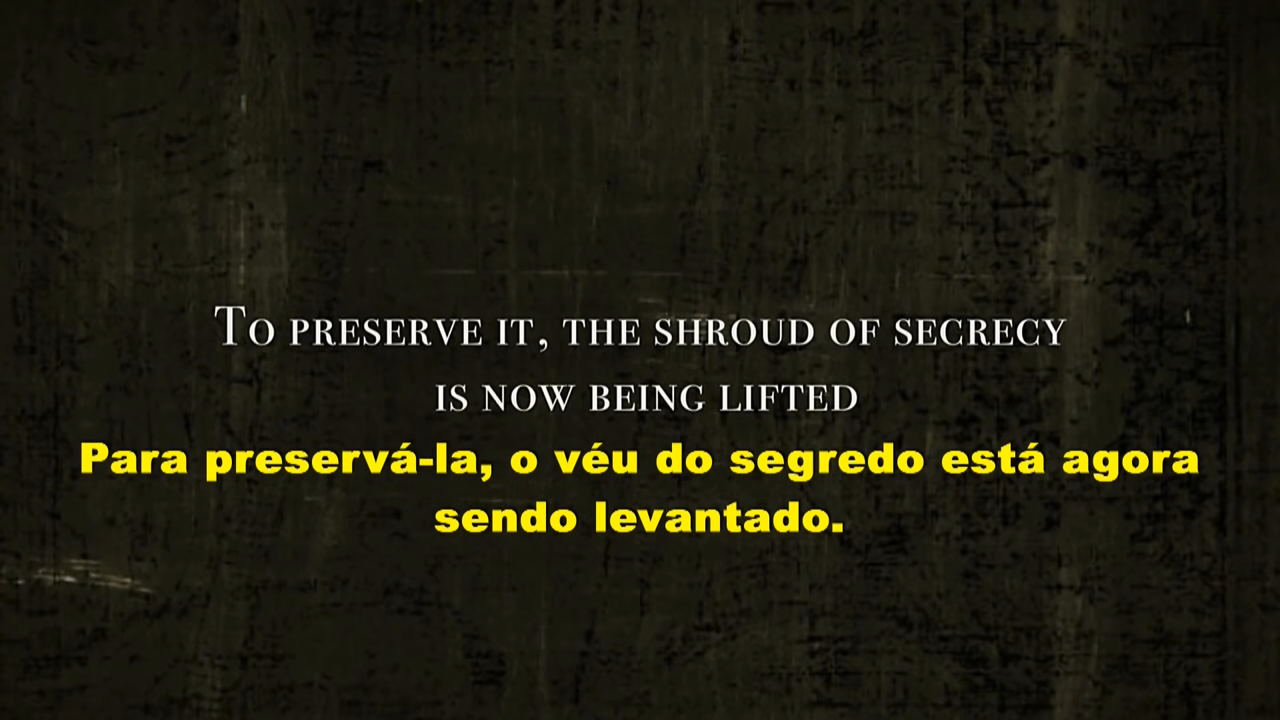 To preserve it, the shroud of secrecy
is now being lifted
Para preservá-la, o véu do segredo está agora
sendo levantado.